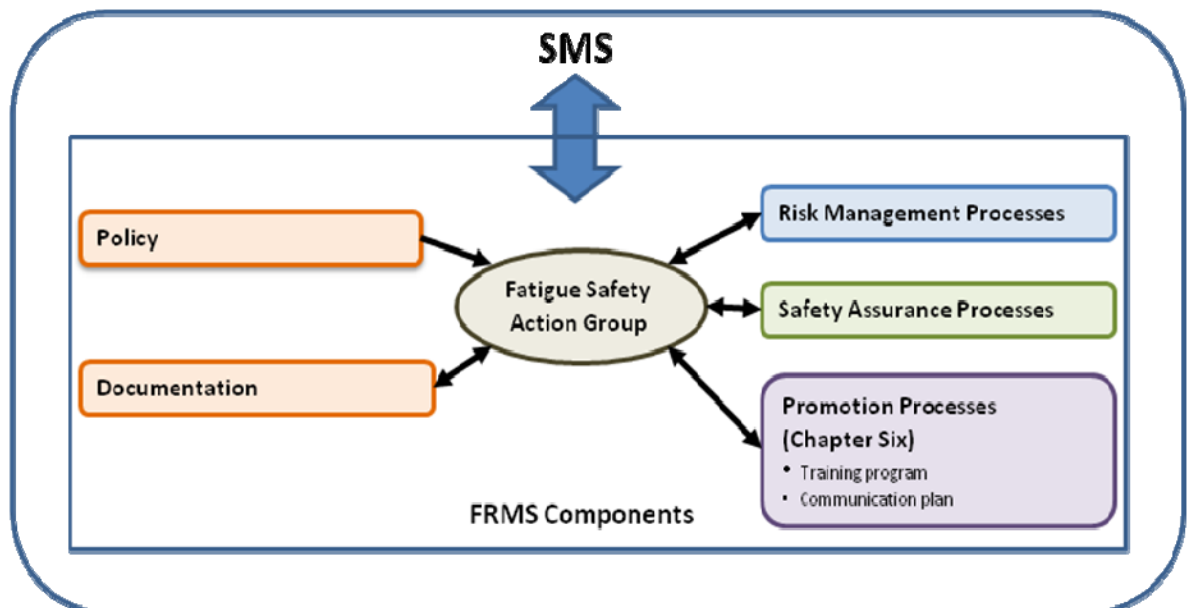 SMS
Policy
Documentation
Fatigue Safety
Action Group
Risk Management Processes
Safety Assurance Processes
Promotion Processes
(Chapter Six)
• Training program
• Communication plan
FRMS Components